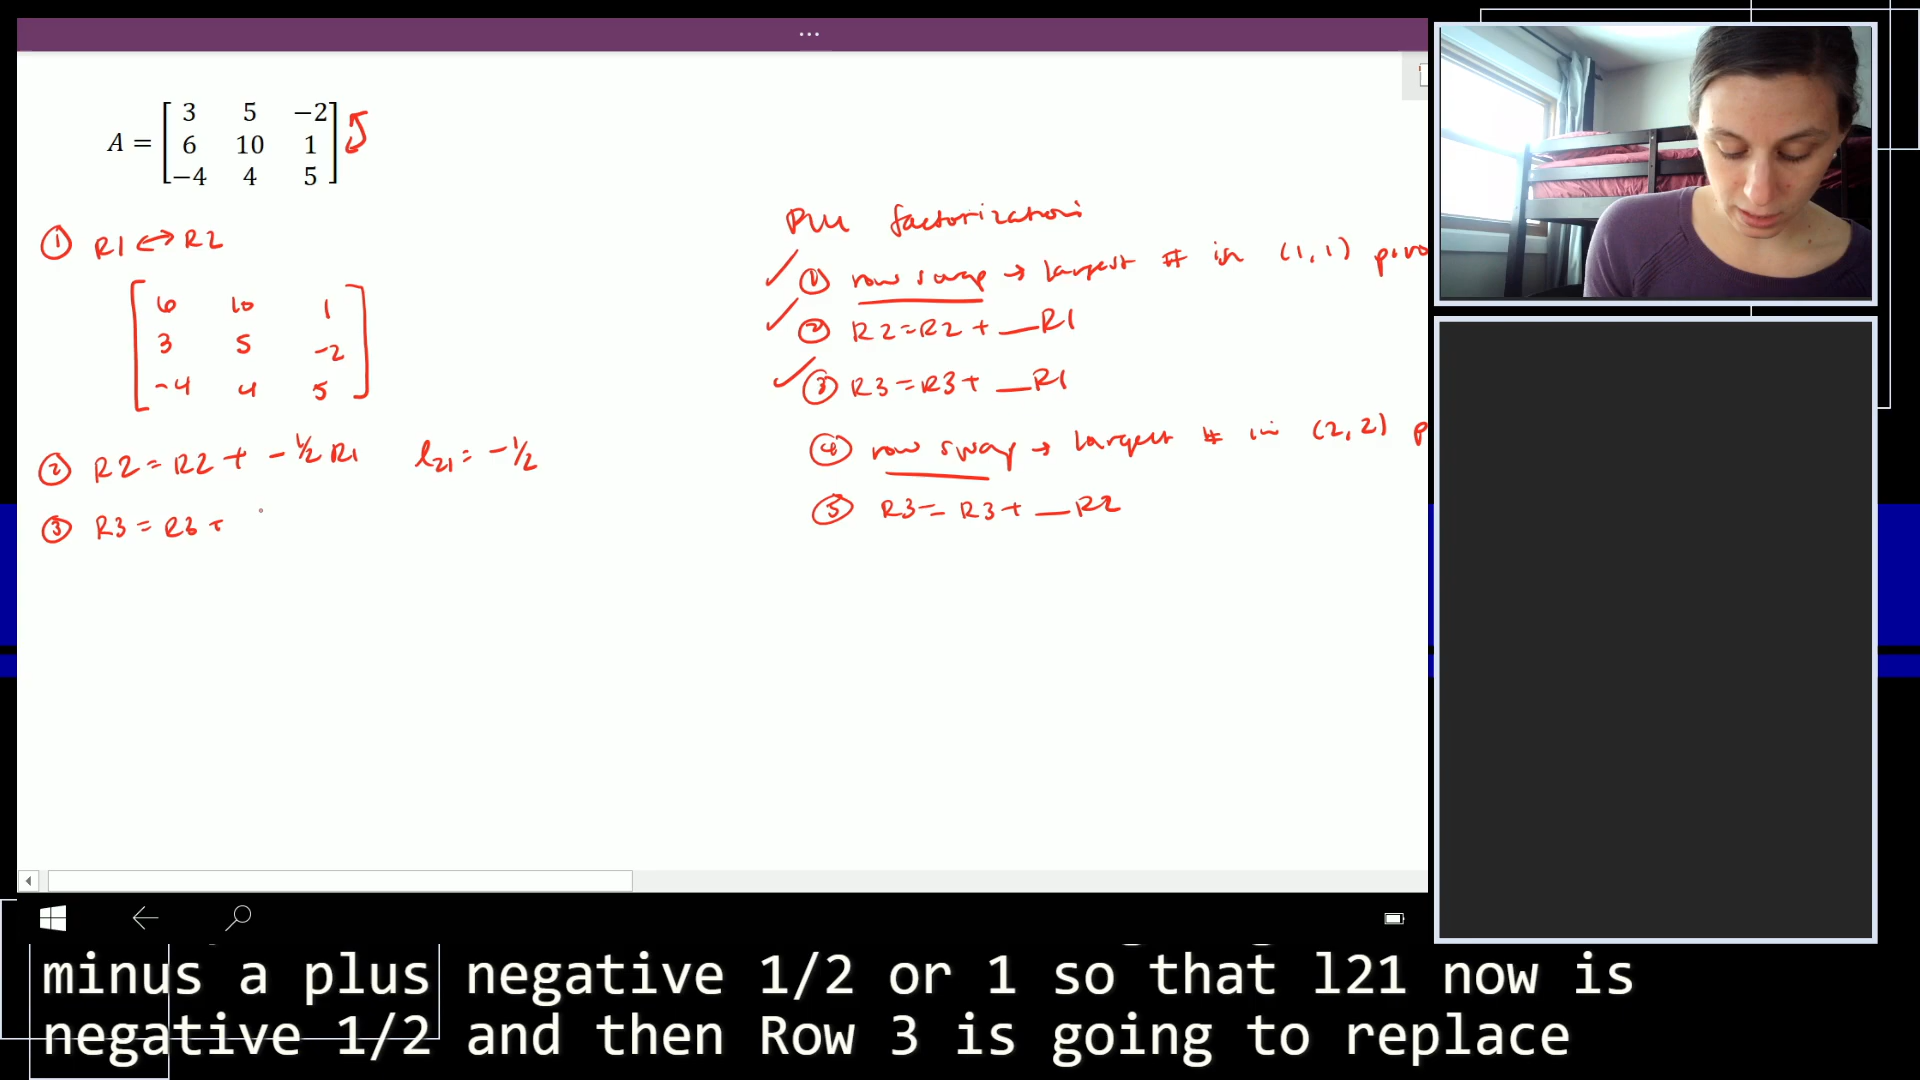 ...
A = [3 5 −2]
[6 10 1]
[−4 4 5]
① R1 ↔ R2
[6 10 1]
[3 5 -2]
[-4 4 5]
② R2 = R2 + -1/2 R1 l21 = -1/2
③ R3 = R3 +
PLU factorization
✓ ① row swap → largest # in (1,1) pivo
✓ ② R2 = R2 + __R1
✓ ③ R3 = R3 + __R1
④ row swap → largest # in (2,2) p
⑤ R3 = R3 + __R2
minus a plus negative 1/2 or 1 so that l21 now is
negative 1/2 and then Row 3 is going to replace